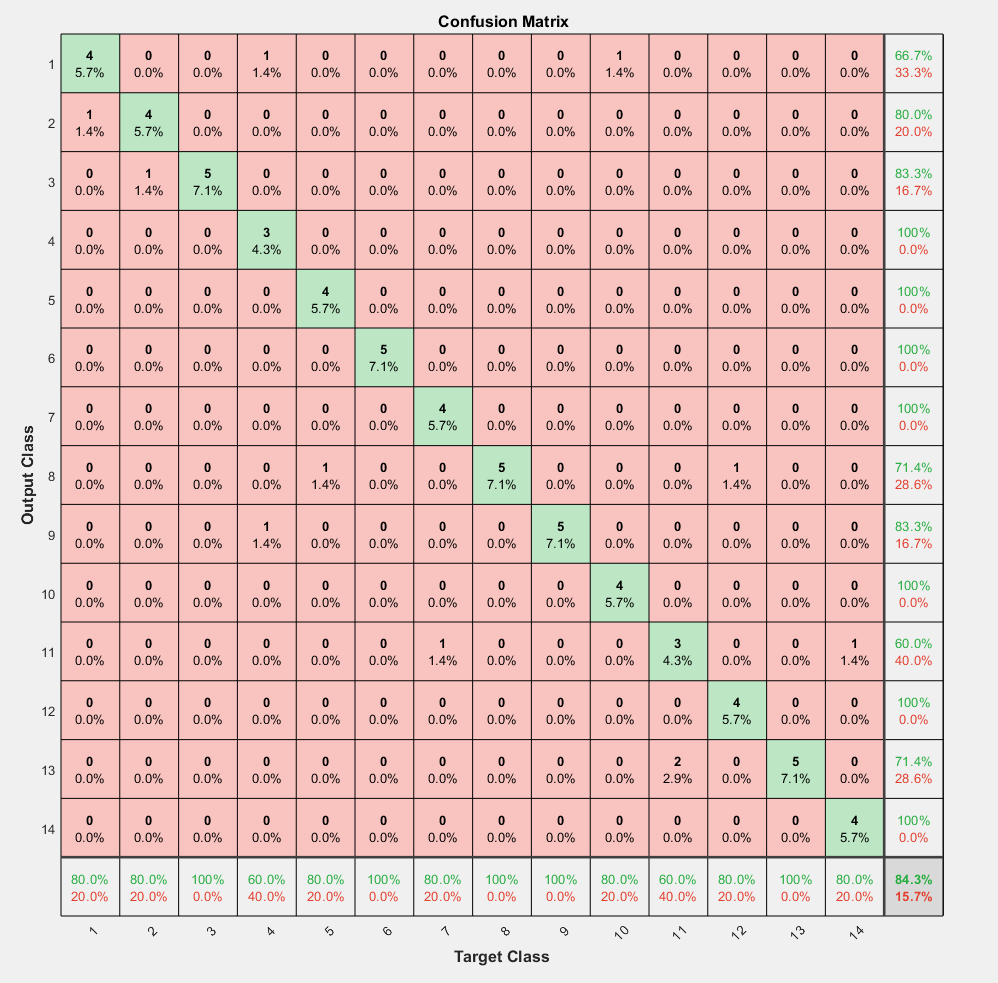 Confusion Matrix
4 0 0 1 0 0 0 0 0 1 0 0 0 0 66.7%
1
5.7% 0.0% 0.0% 1.4% 0.0% 0.0% 0.0% 0.0% 0.0% 1.4% 0.0% 0.0% 0.0% 0.0% 33.3%
1 4 0 0 0 0 0 0 0 0 0 0 0 0 80.0%
2
1.4% 5.7% 0.0% 0.0% 0.0% 0.0% 0.0% 0.0% 0.0% 0.0% 0.0% 0.0% 0.0% 0.0% 20.0%
0 1 5 0 0 0 0 0 0 0 0 0 0 0 83.3%
3
0.0% 1.4% 7.1% 0.0% 0.0% 0.0% 0.0% 0.0% 0.0% 0.0% 0.0% 0.0% 0.0% 0.0% 16.7%
0 0 0 3 0 0 0 0 0 0 0 0 0 0 100%
4
0.0% 0.0% 0.0% 4.3% 0.0% 0.0% 0.0% 0.0% 0.0% 0.0% 0.0% 0.0% 0.0% 0.0% 0.0%
0 0 0 0 4 0 0 0 0 0 0 0 0 0 100%
5
0.0% 0.0% 0.0% 0.0% 5.7% 0.0% 0.0% 0.0% 0.0% 0.0% 0.0% 0.0% 0.0% 0.0% 0.0%
0 0 0 0 0 5 0 0 0 0 0 0 0 0 100%
6
0.0% 0.0% 0.0% 0.0% 0.0% 7.1% 0.0% 0.0% 0.0% 0.0% 0.0% 0.0% 0.0% 0.0% 0.0%
0 0 0 0 0 0 4 0 0 0 0 0 0 0 100%
7
0.0% 0.0% 0.0% 0.0% 0.0% 0.0% 5.7% 0.0% 0.0% 0.0% 0.0% 0.0% 0.0% 0.0% 0.0%
0 0 0 0 1 0 0 5 0 0 0 1 0 0 71.4%
8
0.0% 0.0% 0.0% 0.0% 1.4% 0.0% 0.0% 7.1% 0.0% 0.0% 0.0% 1.4% 0.0% 0.0% 28.6%
0 0 0 1 0 0 0 0 5 0 0 0 0 0 83.3%
9
0.0% 0.0% 0.0% 1.4% 0.0% 0.0% 0.0% 0.0% 7.1% 0.0% 0.0% 0.0% 0.0% 0.0% 16.7%
0 0 0 0 0 0 0 0 0 4 0 0 0 0 100%
10
0.0% 0.0% 0.0% 0.0% 0.0% 0.0% 0.0% 0.0% 0.0% 5.7% 0.0% 0.0% 0.0% 0.0% 0.0%
0 0 0 0 0 0 1 0 0 0 3 0 0 1 60.0%
11
0.0% 0.0% 0.0% 0.0% 0.0% 0.0% 1.4% 0.0% 0.0% 0.0% 4.3% 0.0% 0.0% 1.4% 40.0%
0 0 0 0 0 0 0 0 0 0 0 4 0 0 100%
12
0.0% 0.0% 0.0% 0.0% 0.0% 0.0% 0.0% 0.0% 0.0% 0.0% 0.0% 5.7% 0.0% 0.0% 0.0%
0 0 0 0 0 0 0 0 0 0 2 0 5 0 71.4%
13
0.0% 0.0% 0.0% 0.0% 0.0% 0.0% 0.0% 0.0% 0.0% 0.0% 2.9% 0.0% 7.1% 0.0% 28.6%
0 0 0 0 0 0 0 0 0 0 0 0 0 4 100%
14
0.0% 0.0% 0.0% 0.0% 0.0% 0.0% 0.0% 0.0% 0.0% 0.0% 0.0% 0.0% 0.0% 5.7% 0.0%
80.0% 80.0% 100% 60.0% 80.0% 100% 80.0% 100% 100% 80.0% 60.0% 80.0% 100% 80.0% 84.3%
20.0% 20.0% 0.0% 40.0% 20.0% 0.0% 20.0% 0.0% 0.0% 20.0% 40.0% 20.0% 0.0% 20.0% 15.7%
1 2 3 4 5 6 7 8 9 10 11 12 13 14
Target Class
Output Class